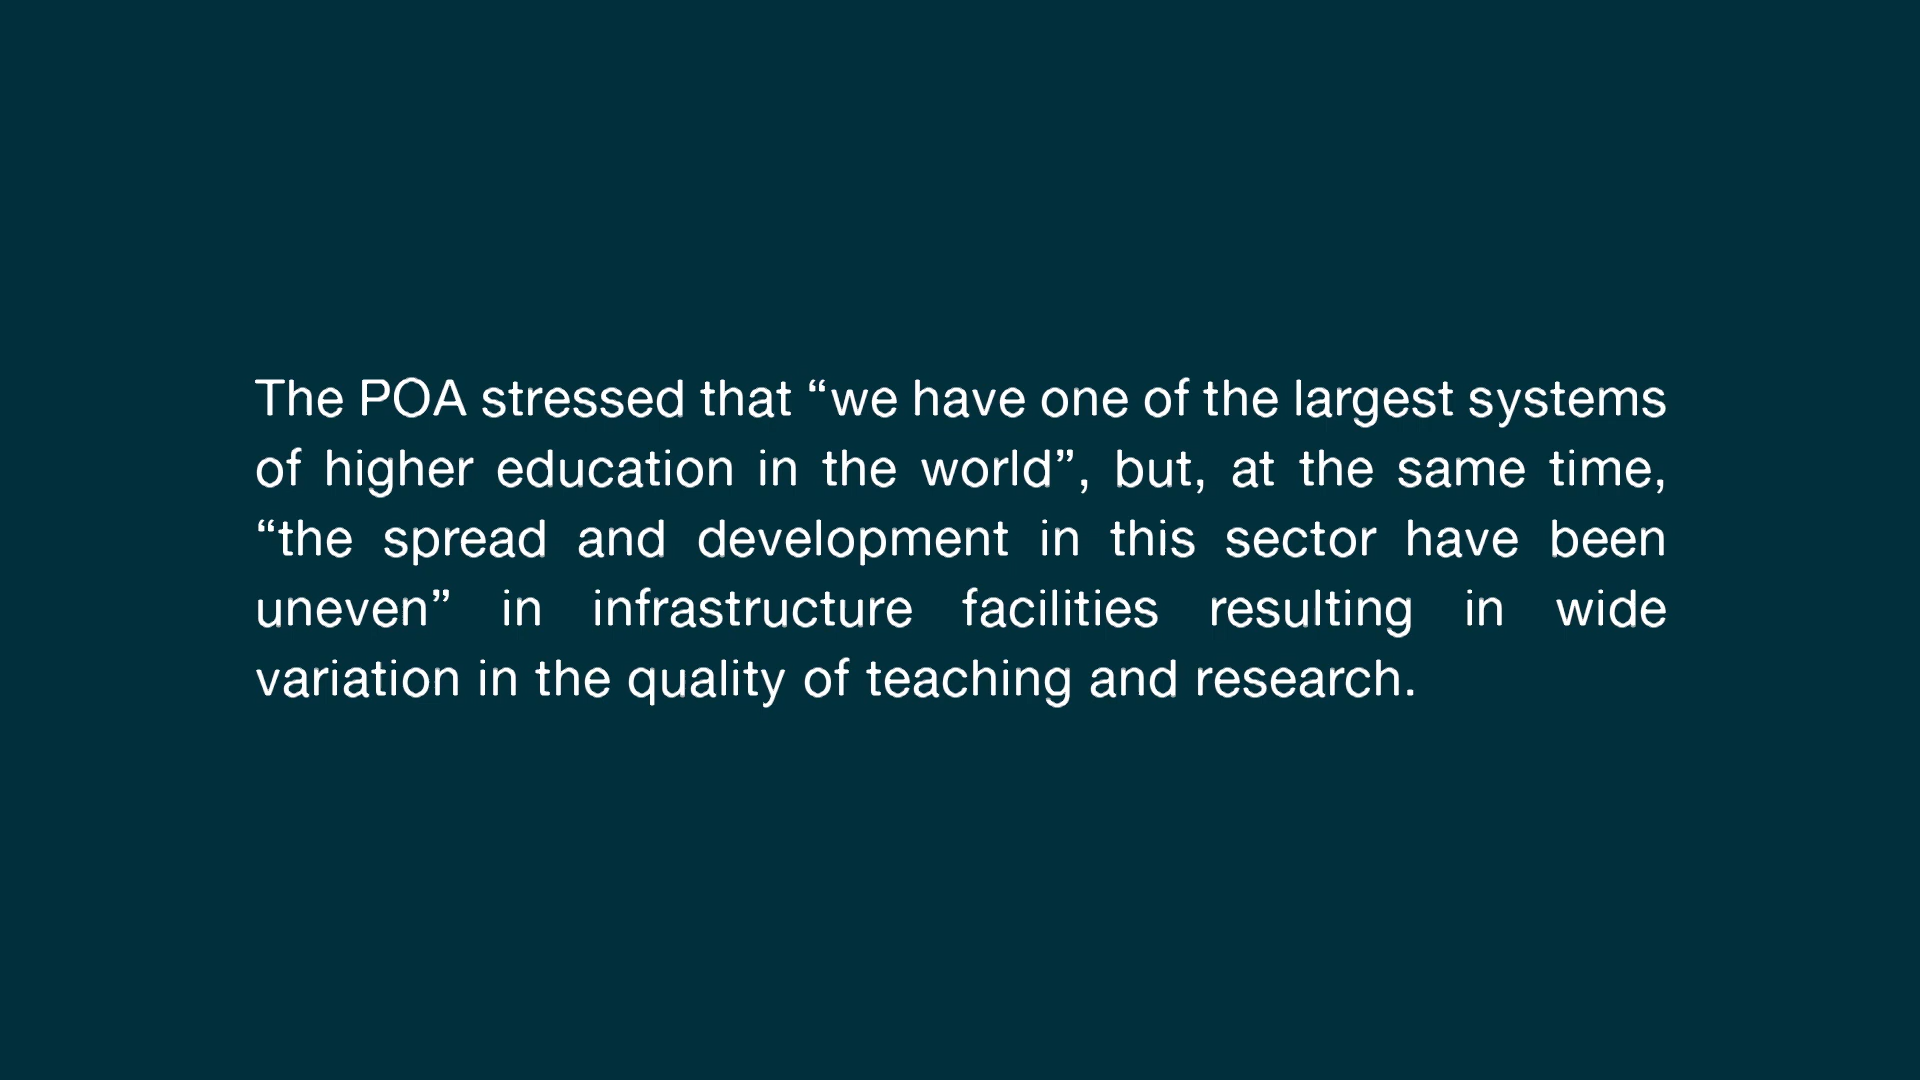 The POA stressed that “we have one of the largest systems
of higher education in the world”, but, at the same time,
“the spread and development in this sector have been
uneven” in infrastructure facilities resulting in wide
variation in the quality of teaching and research.